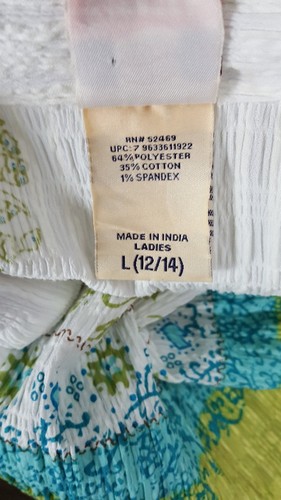 RN# 52469
UPC: 7 9633611922
64% POLYESTER
35% COTTON
1% SPANDEX
MADE IN INDIA
LADIES
L (12/14)